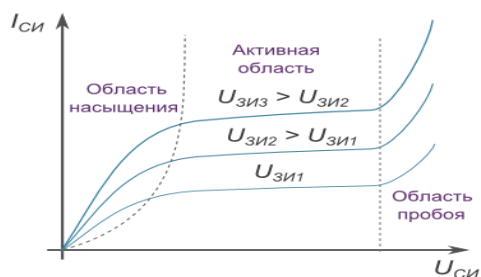 IСИ
Область
насыщения
Активная
область
UЗИ3 > UЗИ2
UЗИ2 > UЗИ1
UЗИ1
Область
пробоя
UСИ